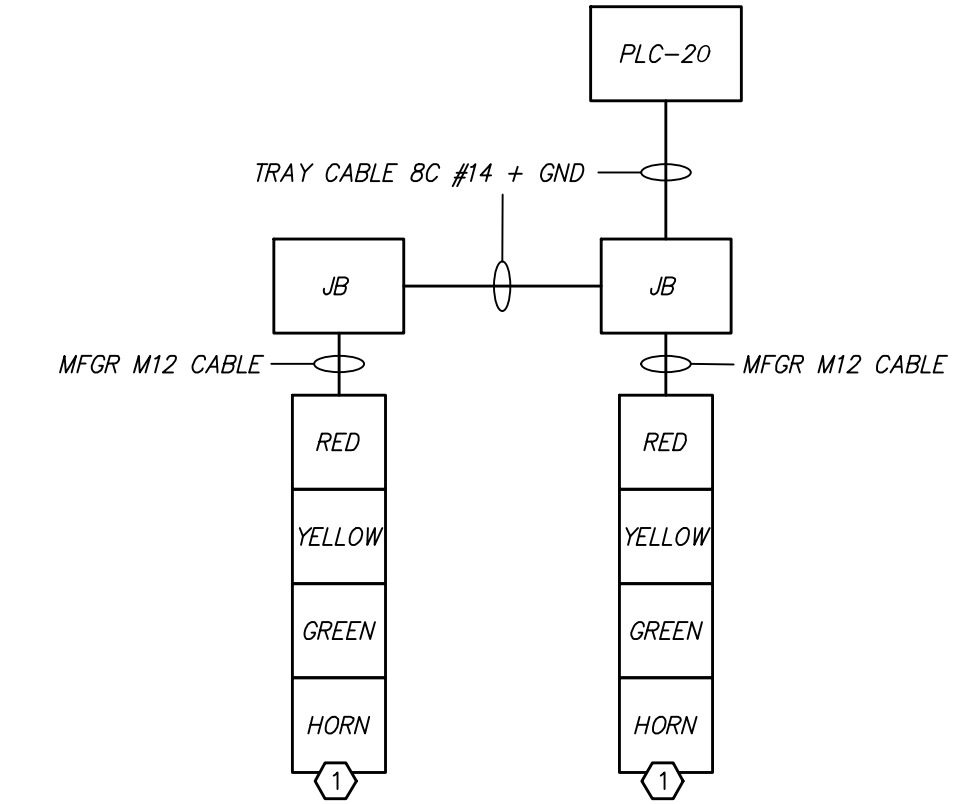 PLC-20
TRAY CABLE 8C #14 + GND
JB
JB
MFGR M12 CABLE
MFGR M12 CABLE
RED
RED
YELLOW
YELLOW
GREEN
GREEN
HORN
HORN
1
1